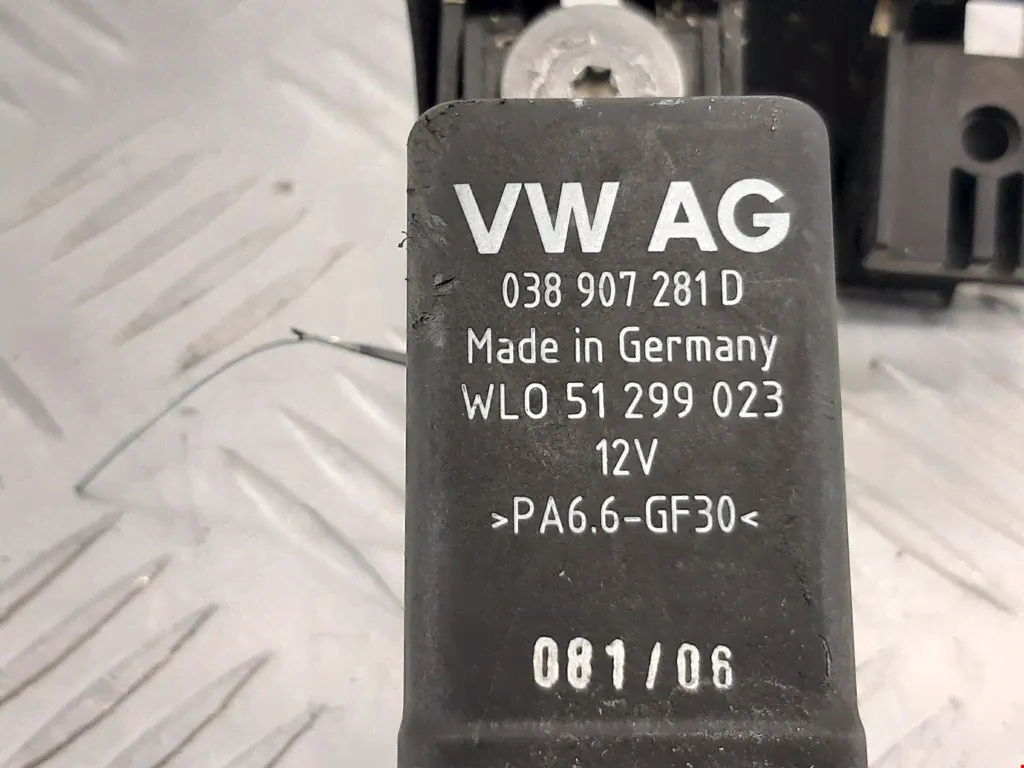 VW AG
038 907 281 D
Made in Germany
WLO 51 299 023
12V
>PA6.6-GF30<
081/06